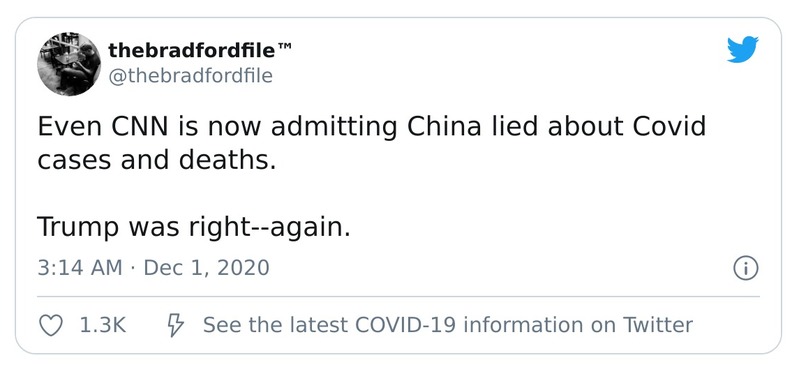 thebradfordfile™
@thebradfordfile
Even CNN is now admitting China lied about Covid
cases and deaths.
Trump was right--again.
3:14 AM · Dec 1, 2020
1.3K See the latest COVID-19 information on Twitter